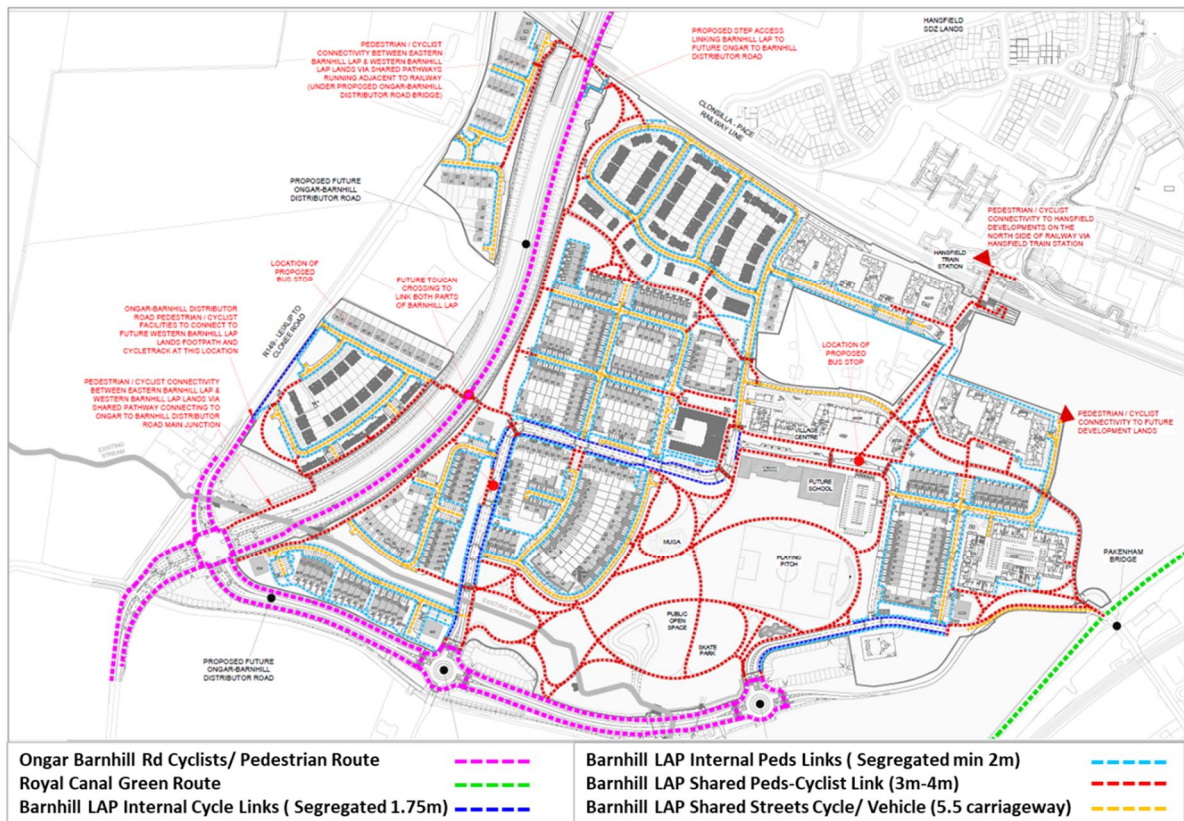 HANSFIELD
SDZ LANDS
PEDESTRIAN / CYCLIST
CONNECTIVITY BETWEEN EASTERN
BARNHILL LAP & WESTERN BARNHILL
LAP LANDS VIA SHARED PATHWAYS
RUNNING ADJACENT TO RAILWAY
(UNDER PROPOSED ONGAR-BARNHILL
DISTRIBUTOR ROAD BRIDGE)
PROPOSED STEP ACCESS
LINKING BARNHILL LAP TO
FUTURE ONGAR TO BARNHILL
DISTRIBUTOR ROAD
CLONSILLA - PACE
RAILWAY LINE
PROPOSED FUTURE
ONGAR-BARNHILL
DISTRIBUTOR ROAD
PEDESTRIAN / CYCLIST
CONNECTIVITY TO HANSFIELD
DEVELOPMENTS ON THE
NORTH SIDE OF RAILWAY VIA
HANSFIELD TRAIN STATION
HANSFIELD
TRAIN
STATION
LOCATION OF
PROPOSED
BUS STOP
FUTURE TOUCAN
CROSSING TO
LINK BOTH PARTS
OF BARNHILL LAP
ONGAR-BARNHILL DISTRIBUTOR
ROAD PEDESTRIAN / CYCLIST
FACILITIES TO CONNECT TO
FUTURE WESTERN BARNHILL LAP
LANDS FOOTPATH AND
CYCLETRACK AT THIS LOCATION
R149 - LEIXLIP TO
CLONEE ROAD
LOCATION OF
PROPOSED
BUS STOP
PEDESTRIAN / CYCLIST CONNECTIVITY
BETWEEN EASTERN BARNHILL LAP &
WESTERN BARNHILL LAP LANDS VIA
SHARED PATHWAY CONNECTING TO
ONGAR TO BARNHILL DISTRIBUTOR
ROAD MAIN JUNCTION
PEDESTRIAN / CYCLIST
CONNECTIVITY TO FUTURE
DEVELOPMENT LANDS
VILLAGE
CENTRE
EXISTING
STREAM
FUTURE
SCHOOL
MUGA
PLAYING
PITCH
PAKENHAM
BRIDGE
EXISTING STREAM
PUBLIC
OPEN
SPACE
SKATE
PARK
PROPOSED FUTURE
ONGAR-BARNHILL
DISTRIBUTOR ROAD
Ongar Barnhill Rd Cyclists/ Pedestrian Route
Royal Canal Green Route
Barnhill LAP Internal Cycle Links ( Segregated 1.75m)
Barnhill LAP Internal Peds Links ( Segregated min 2m)
Barnhill LAP Shared Peds-Cyclist Link (3m-4m)
Barnhill LAP Shared Streets Cycle/ Vehicle (5.5 carriageway)